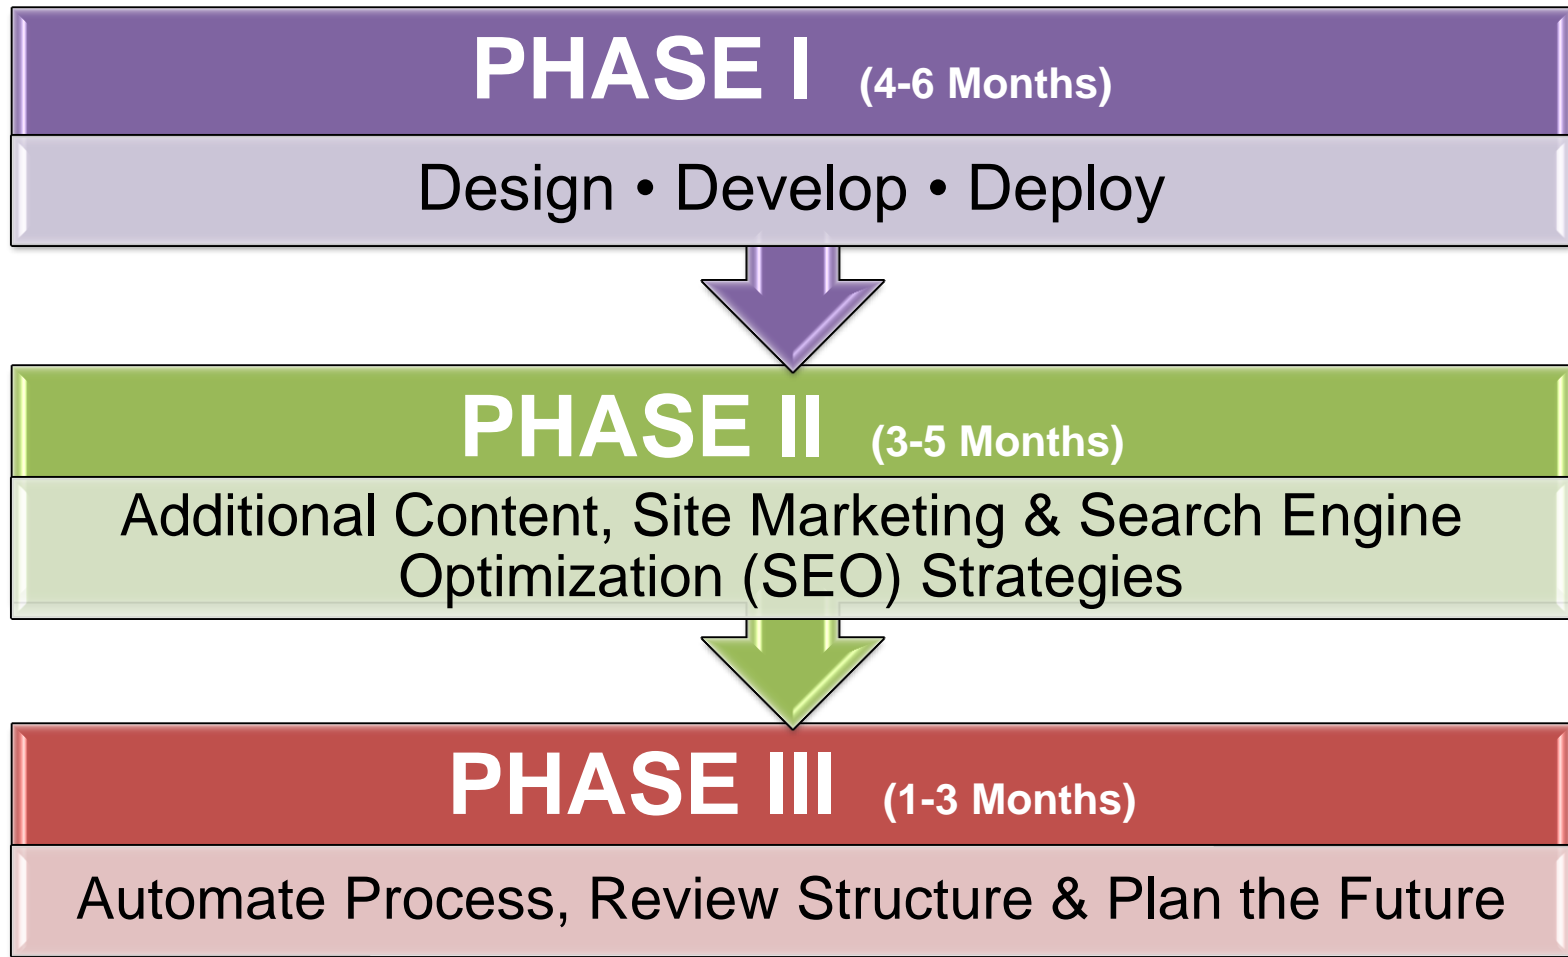 PHASE I (4-6 Months)
Design • Develop • Deploy
PHASE II (3-5 Months)
Additional Content, Site Marketing & Search Engine
Optimization (SEO) Strategies
PHASE III (1-3 Months)
Automate Process, Review Structure & Plan the Future